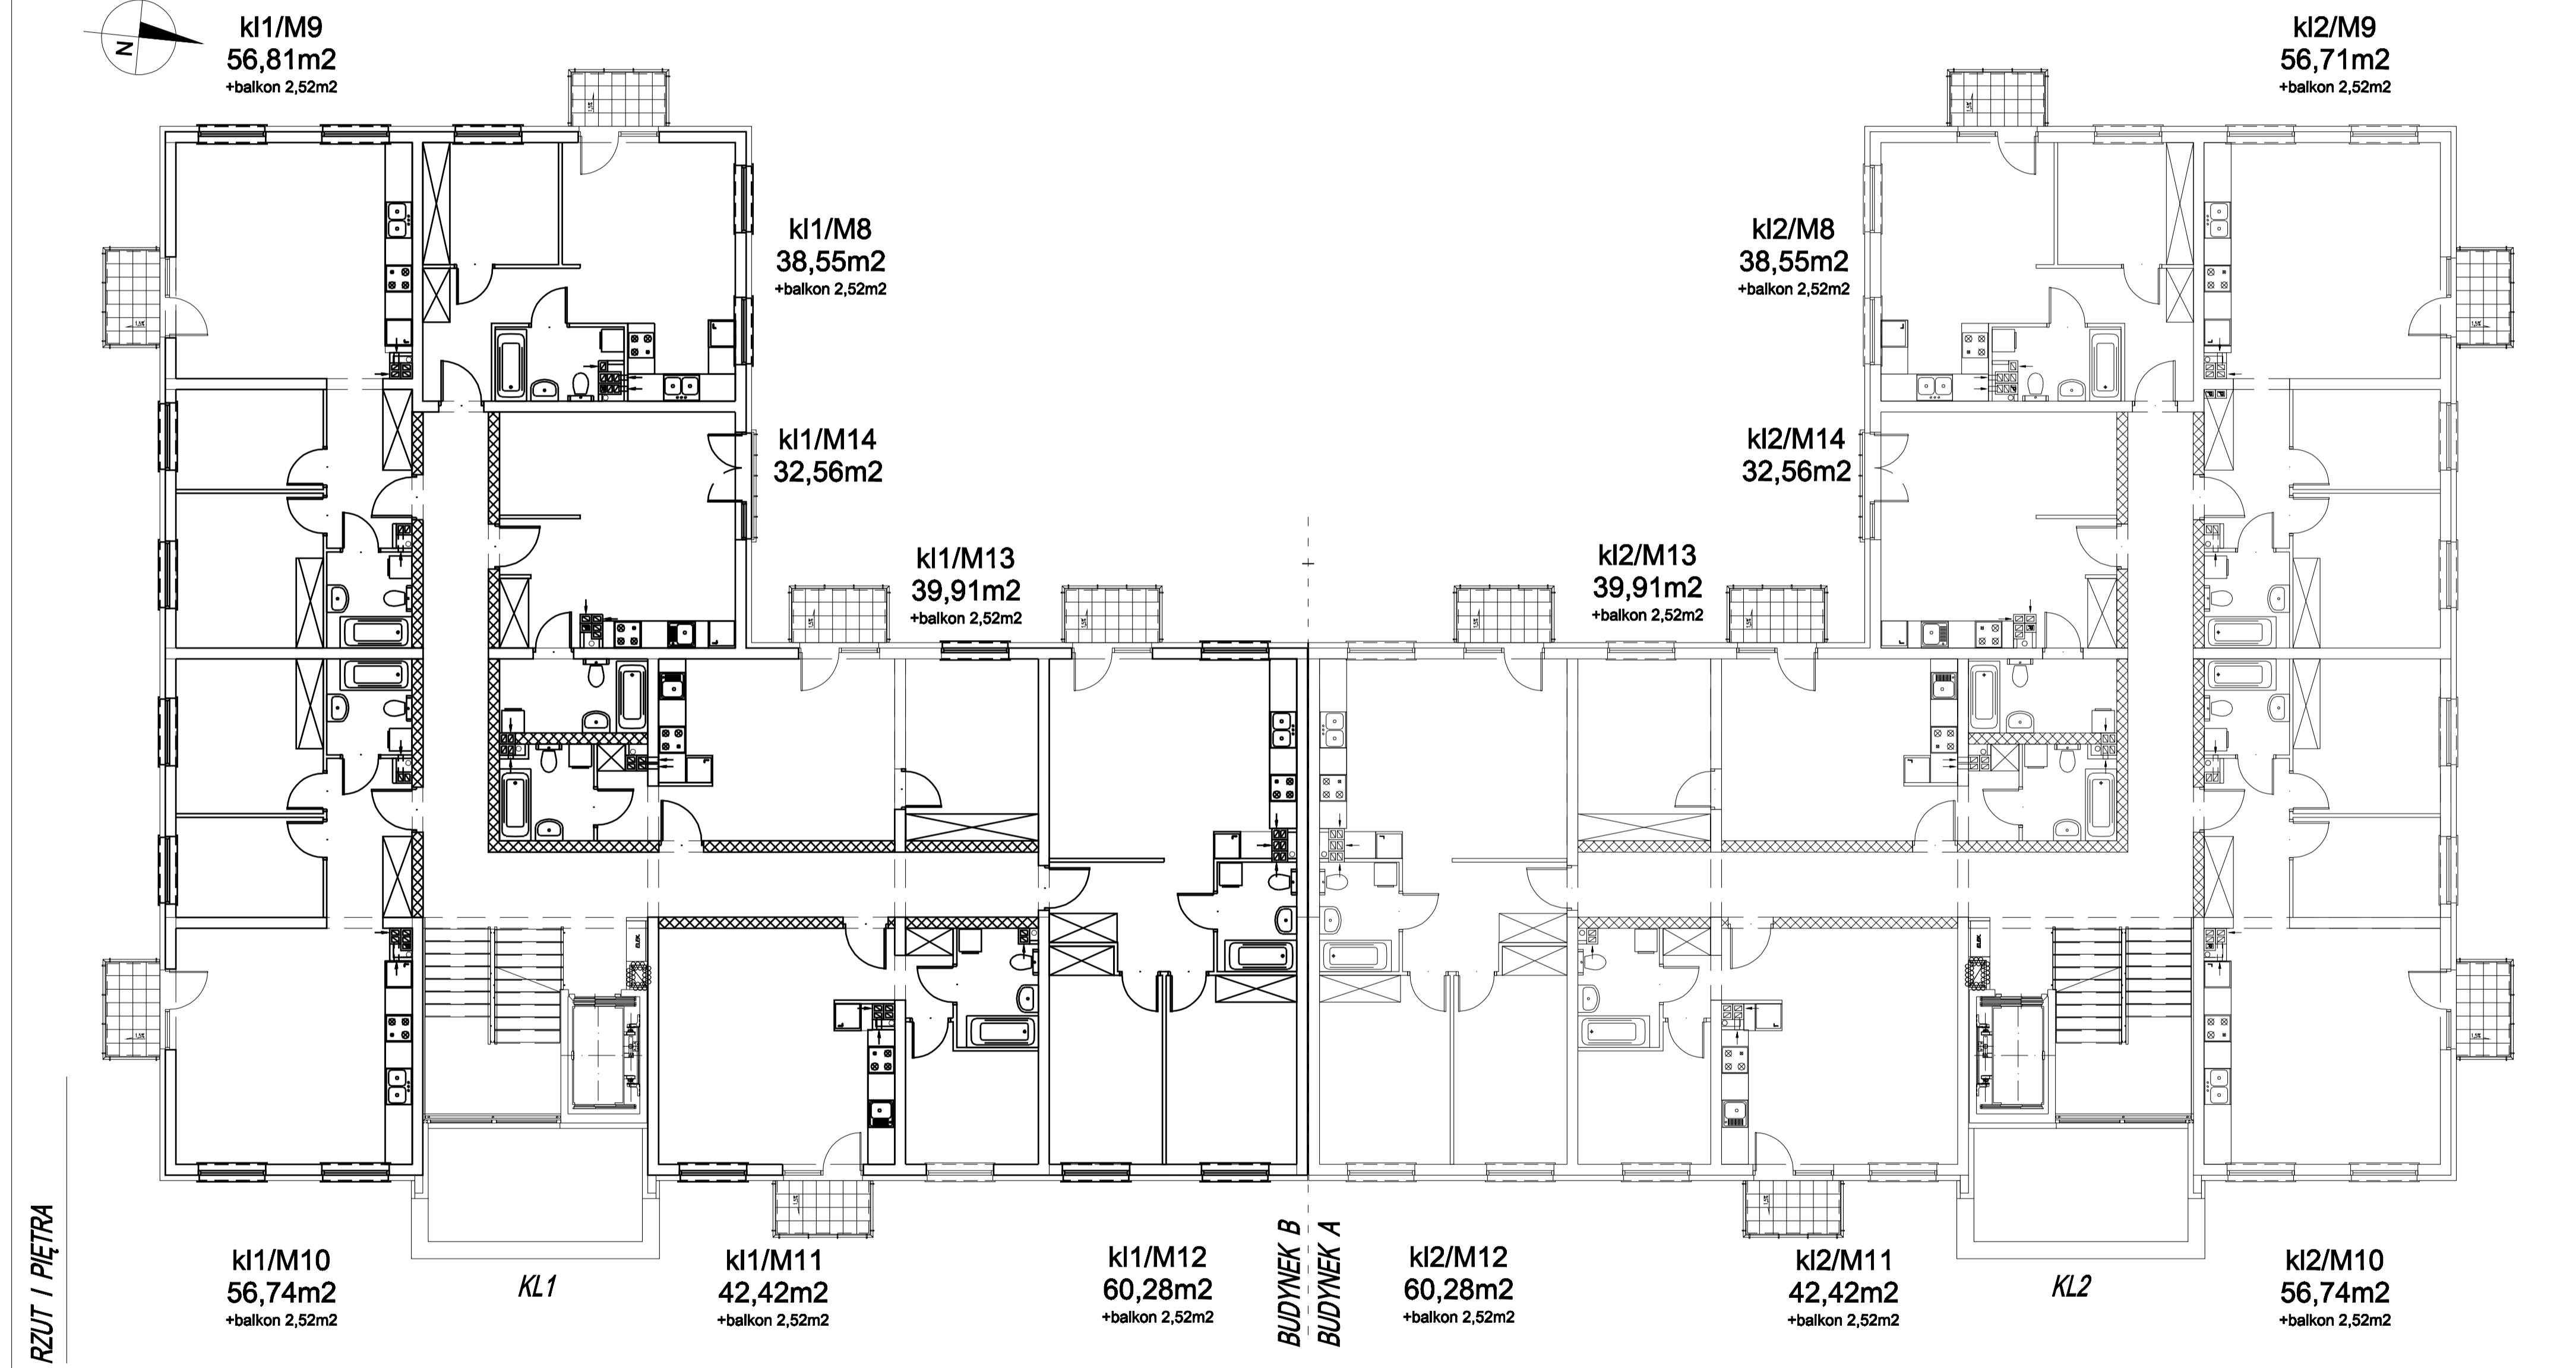 N
kl1/M9
56,81m2
+balkon 2,52m2
kl2/M9
56,71m2
+balkon 2,52m2
kl1/M8
38,55m2
+balkon 2,52m2
kl2/M8
38,55m2
+balkon 2,52m2
kl1/M14
32,56m2
kl2/M14
32,56m2
kl1/M13
39,91m2
+balkon 2,52m2
kl2/M13
39,91m2
+balkon 2,52m2
kl1/M10
56,74m2
+balkon 2,52m2
KL1
kl1/M11
42,42m2
+balkon 2,52m2
kl1/M12
60,28m2
+balkon 2,52m2
BUDYNEK B
BUDYNEK A
kl2/M12
60,28m2
+balkon 2,52m2
kl2/M11
42,42m2
+balkon 2,52m2
KL2
kl2/M10
56,74m2
+balkon 2,52m2
RZUT I PIĘTRA